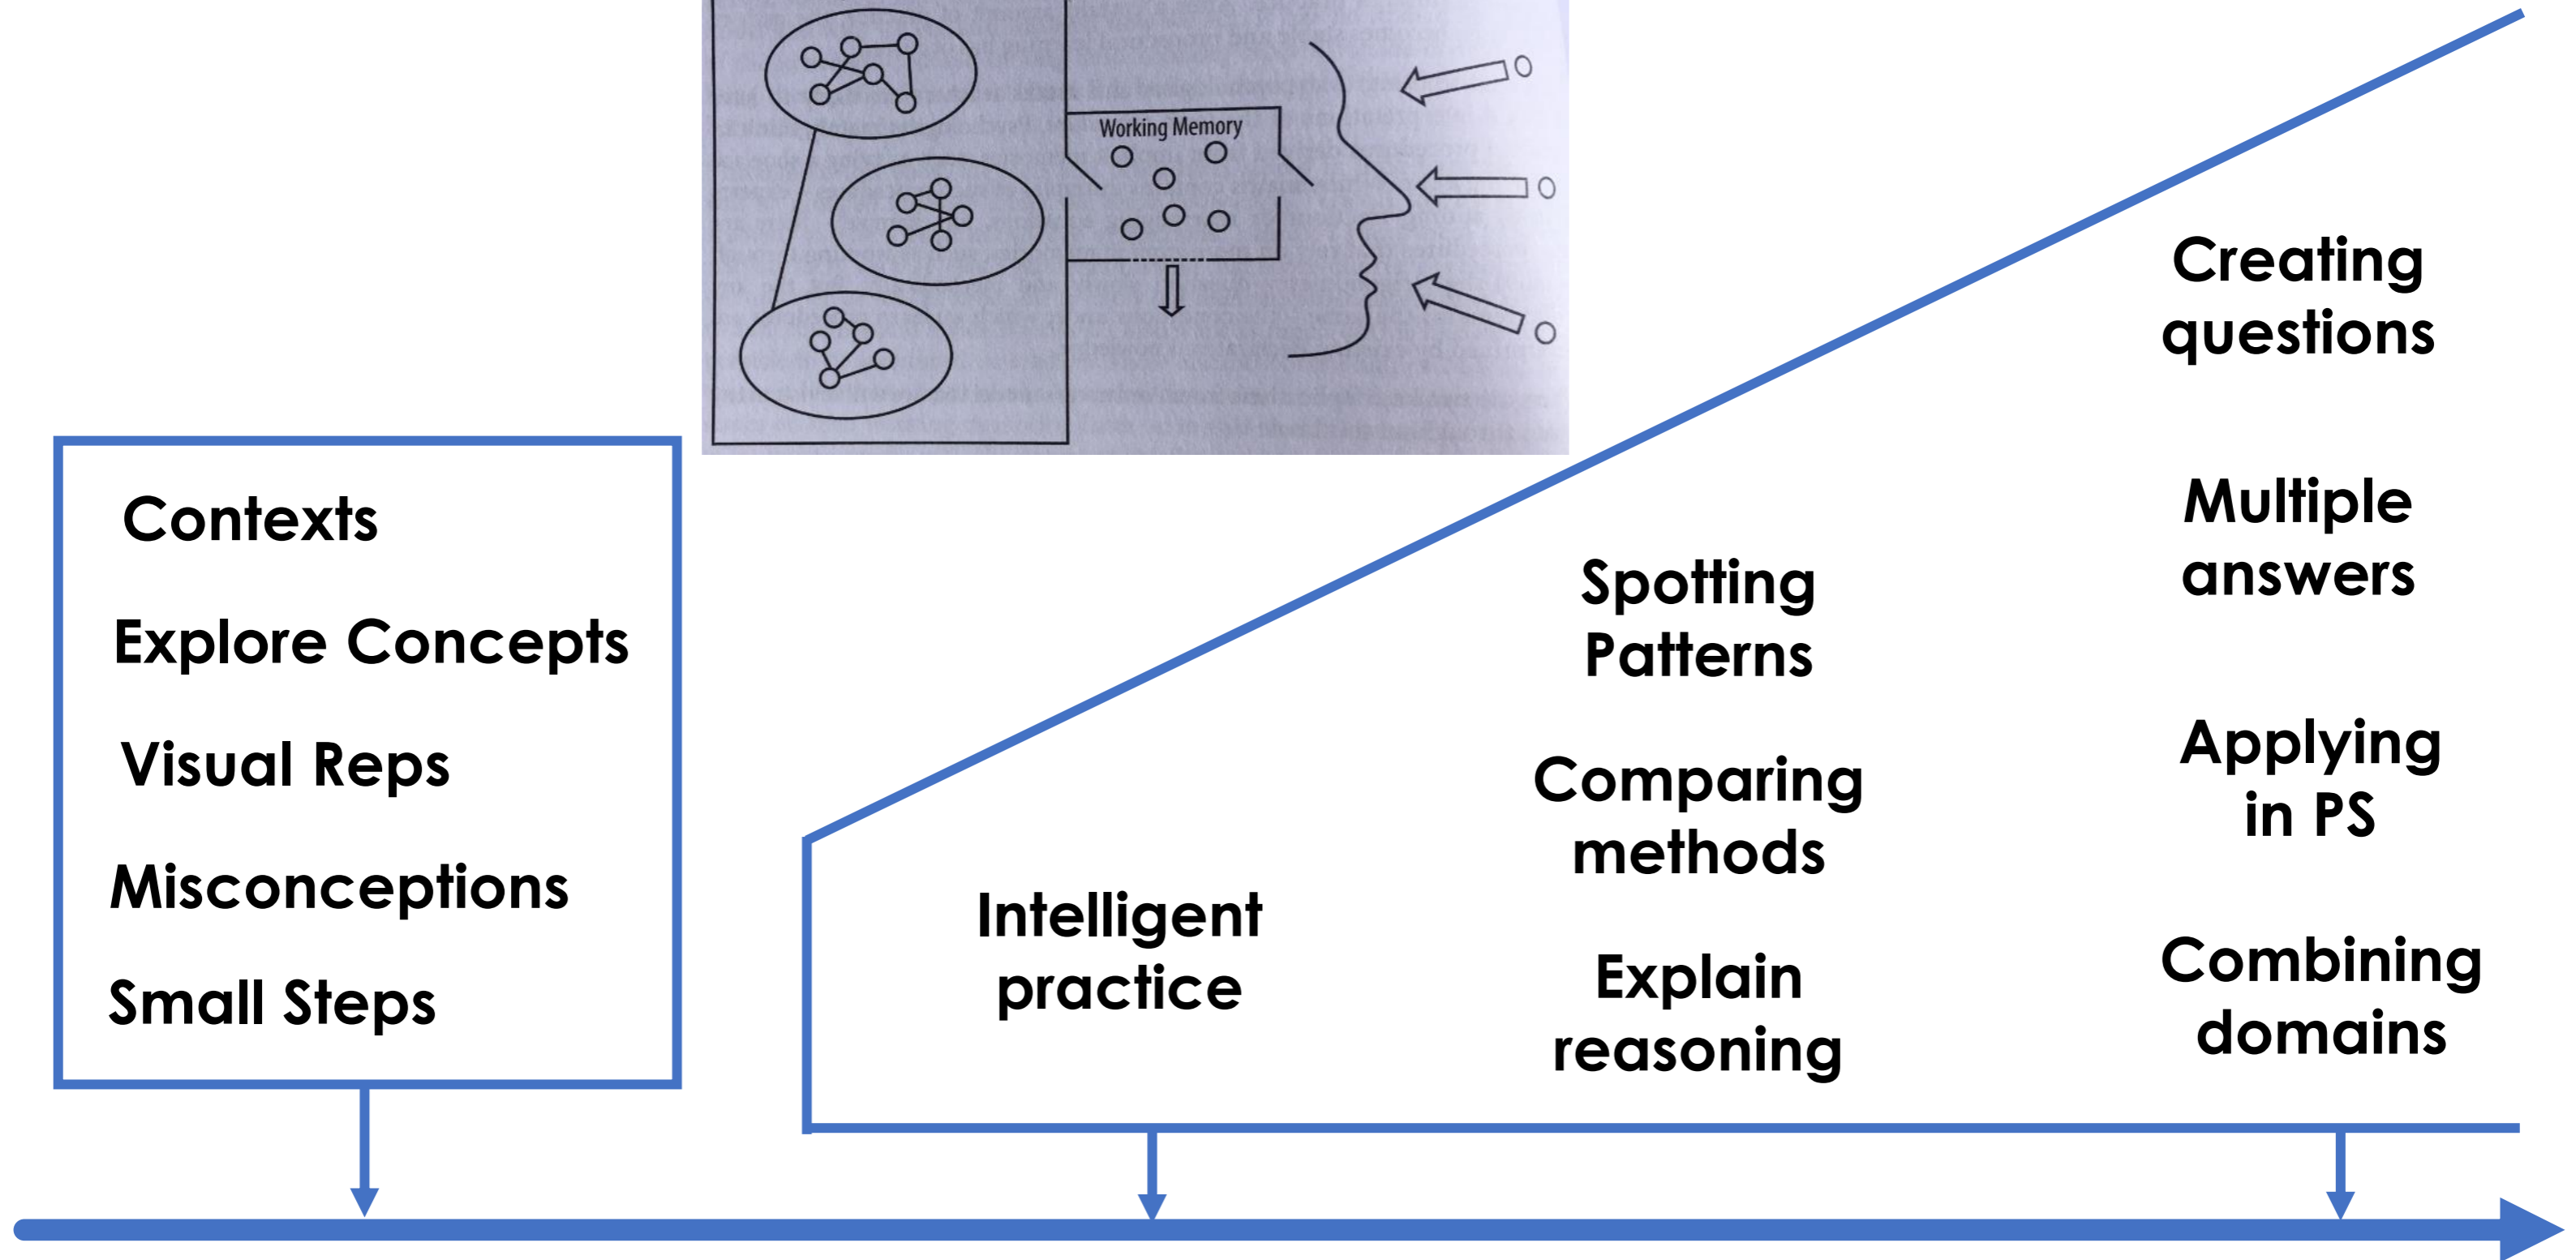 Working Memory
Contexts
Explore Concepts
Visual Reps
Misconceptions
Small Steps
Intelligent
practice
Spotting
Patterns
Comparing
methods
Explain
reasoning
Creating
questions
Multiple
answers
Applying
in PS
Combining
domains